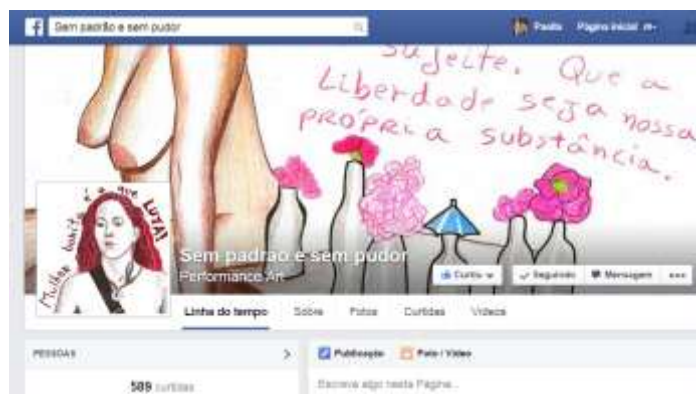 Sem padrão e sem pudor
Página inicial
sujeite. Que a
Liberdade seja nossa
própria substância.
Mulher bonita é a que LUTA!
Sem padrão e sem pudor
Performance Art
Curtiu
Seguindo
Mensagem
Linha do tempo
Sobre
Fotos
Curtidas
Vídeos
PESSOAS
589 curtidas
Publicação
Foto / Vídeo
Escreva algo nesta Página...